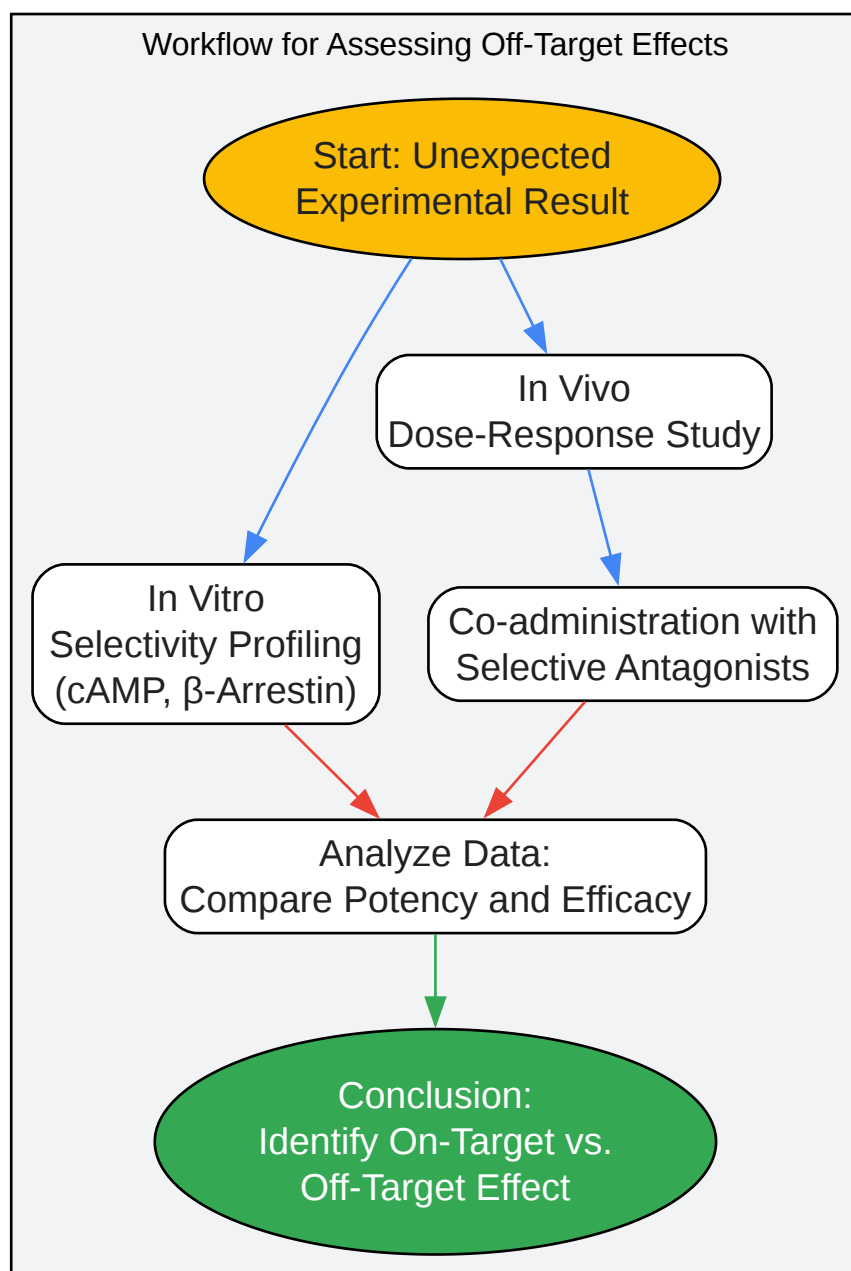 Workflow for Assessing Off-Target Effects
Start: Unexpected
Experimental Result
In Vivo
Dose-Response Study
In Vitro
Selectivity Profiling
(cAMP, β-Arrestin)
Co-administration with
Selective Antagonists
Analyze Data:
Compare Potency and Efficacy
Conclusion:
Identify On-Target vs.
Off-Target Effect